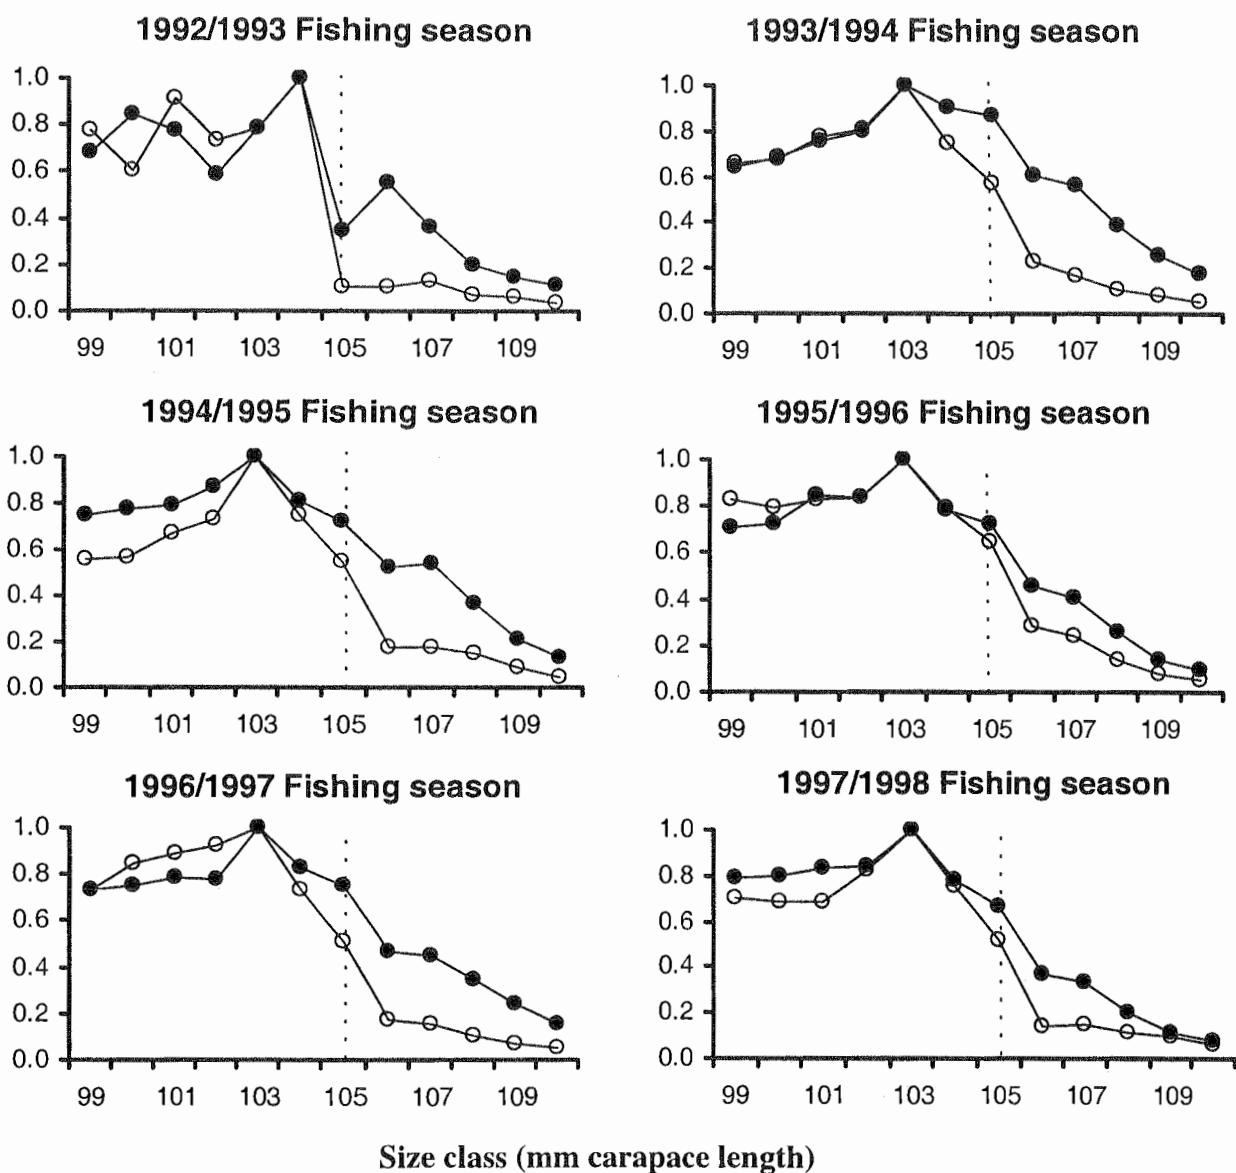 1992/1993 Fishing season
1.0
0.8
0.6
0.4
0.2
0.0
99 101 103 105 107 109
1993/1994 Fishing season
1.0
0.8
0.6
0.4
0.2
0.0
99 101 103 105 107 109
1994/1995 Fishing season
1.0
0.8
0.6
0.4
0.2
0.0
99 101 103 105 107 109
1995/1996 Fishing season
1.0
0.8
0.6
0.4
0.2
0.0
99 101 103 105 107 109
1996/1997 Fishing season
1.0
0.8
0.6
0.4
0.2
0.0
99 101 103 105 107 109
1997/1998 Fishing season
1.0
0.8
0.6
0.4
0.2
0.0
99 101 103 105 107 109
Size class (mm carapace length)